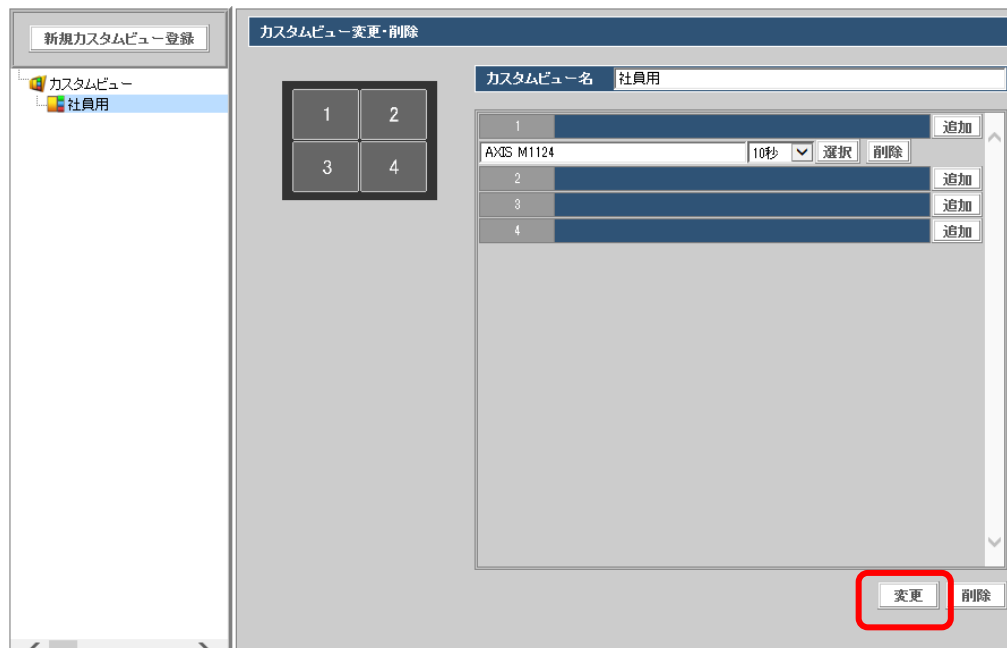 新規カスタムビュー登録
カスタムビュー
社員用
カスタムビュー変更・削除
1 2
3 4
カスタムビュー名 社員用
1 追加
AXIS M1124 10秒 選択 削除
2 追加
3 追加
4 追加
変更 削除